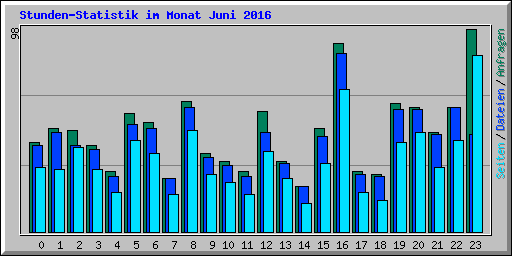 Stunden-Statistik im Monat Juni 2016
98
Seiten / Dateien / Anfragen
0 1 2 3 4 5 6 7 8 9 10 11 12 13 14 15 16 17 18 19 20 21 22 23